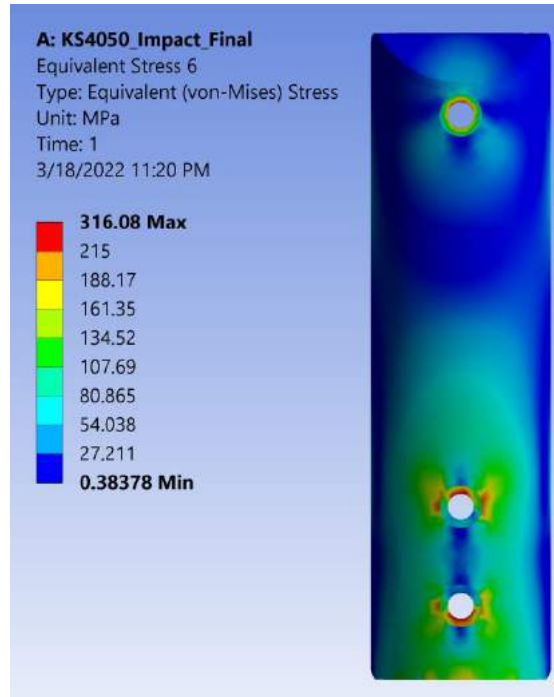 A: KS4050_Impact_Final
Equivalent Stress 6
Type: Equivalent (von-Mises) Stress
Unit: MPa
Time: 1
3/18/2022 11:20 PM
316.08 Max
215
188.17
161.35
134.52
107.69
80.865
54.038
27.211
0.38378 Min